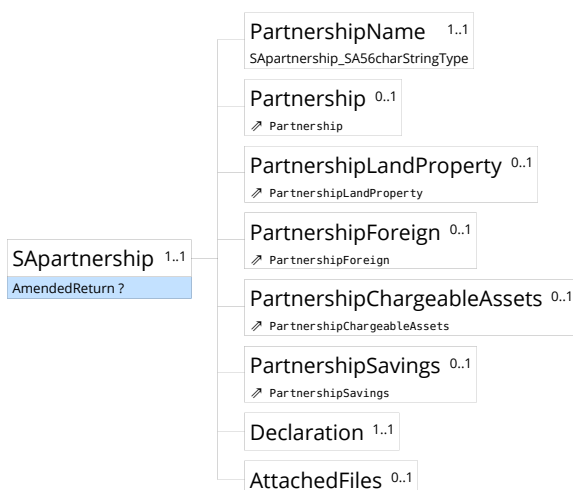 PartnershipName 1..1
SApartnership_SA56charStringType
Partnership 0..1
⇗ Partnership
PartnershipLandProperty 0..1
⇗ PartnershipLandProperty
PartnershipForeign 0..1
⇗ PartnershipForeign
SApartnership 1..1
AmendedReturn ?
PartnershipChargeableAssets 0..1
⇗ PartnershipChargeableAssets
PartnershipSavings 0..1
⇗ PartnershipSavings
Declaration 1..1
AttachedFiles 0..1